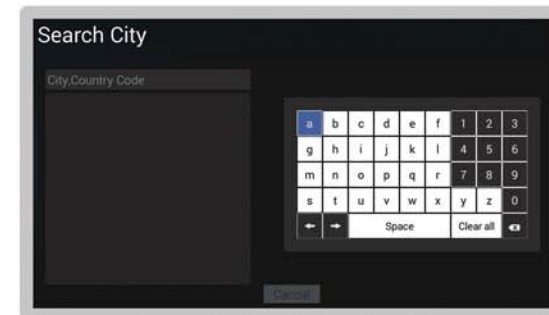 Search City
City,Country Code
a b c d e f 1 2 3
g h i j k l 4 5 6
m n o p q r 7 8 9
s t u v w x y z 0
Space Clear all
Cancel